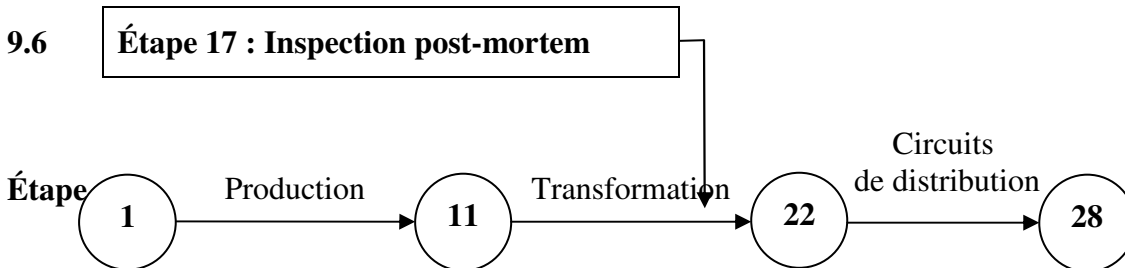 9.6 Étape 17 : Inspection post-mortem
Circuits
Étape Production Transformation de distribution
1 11 22 28